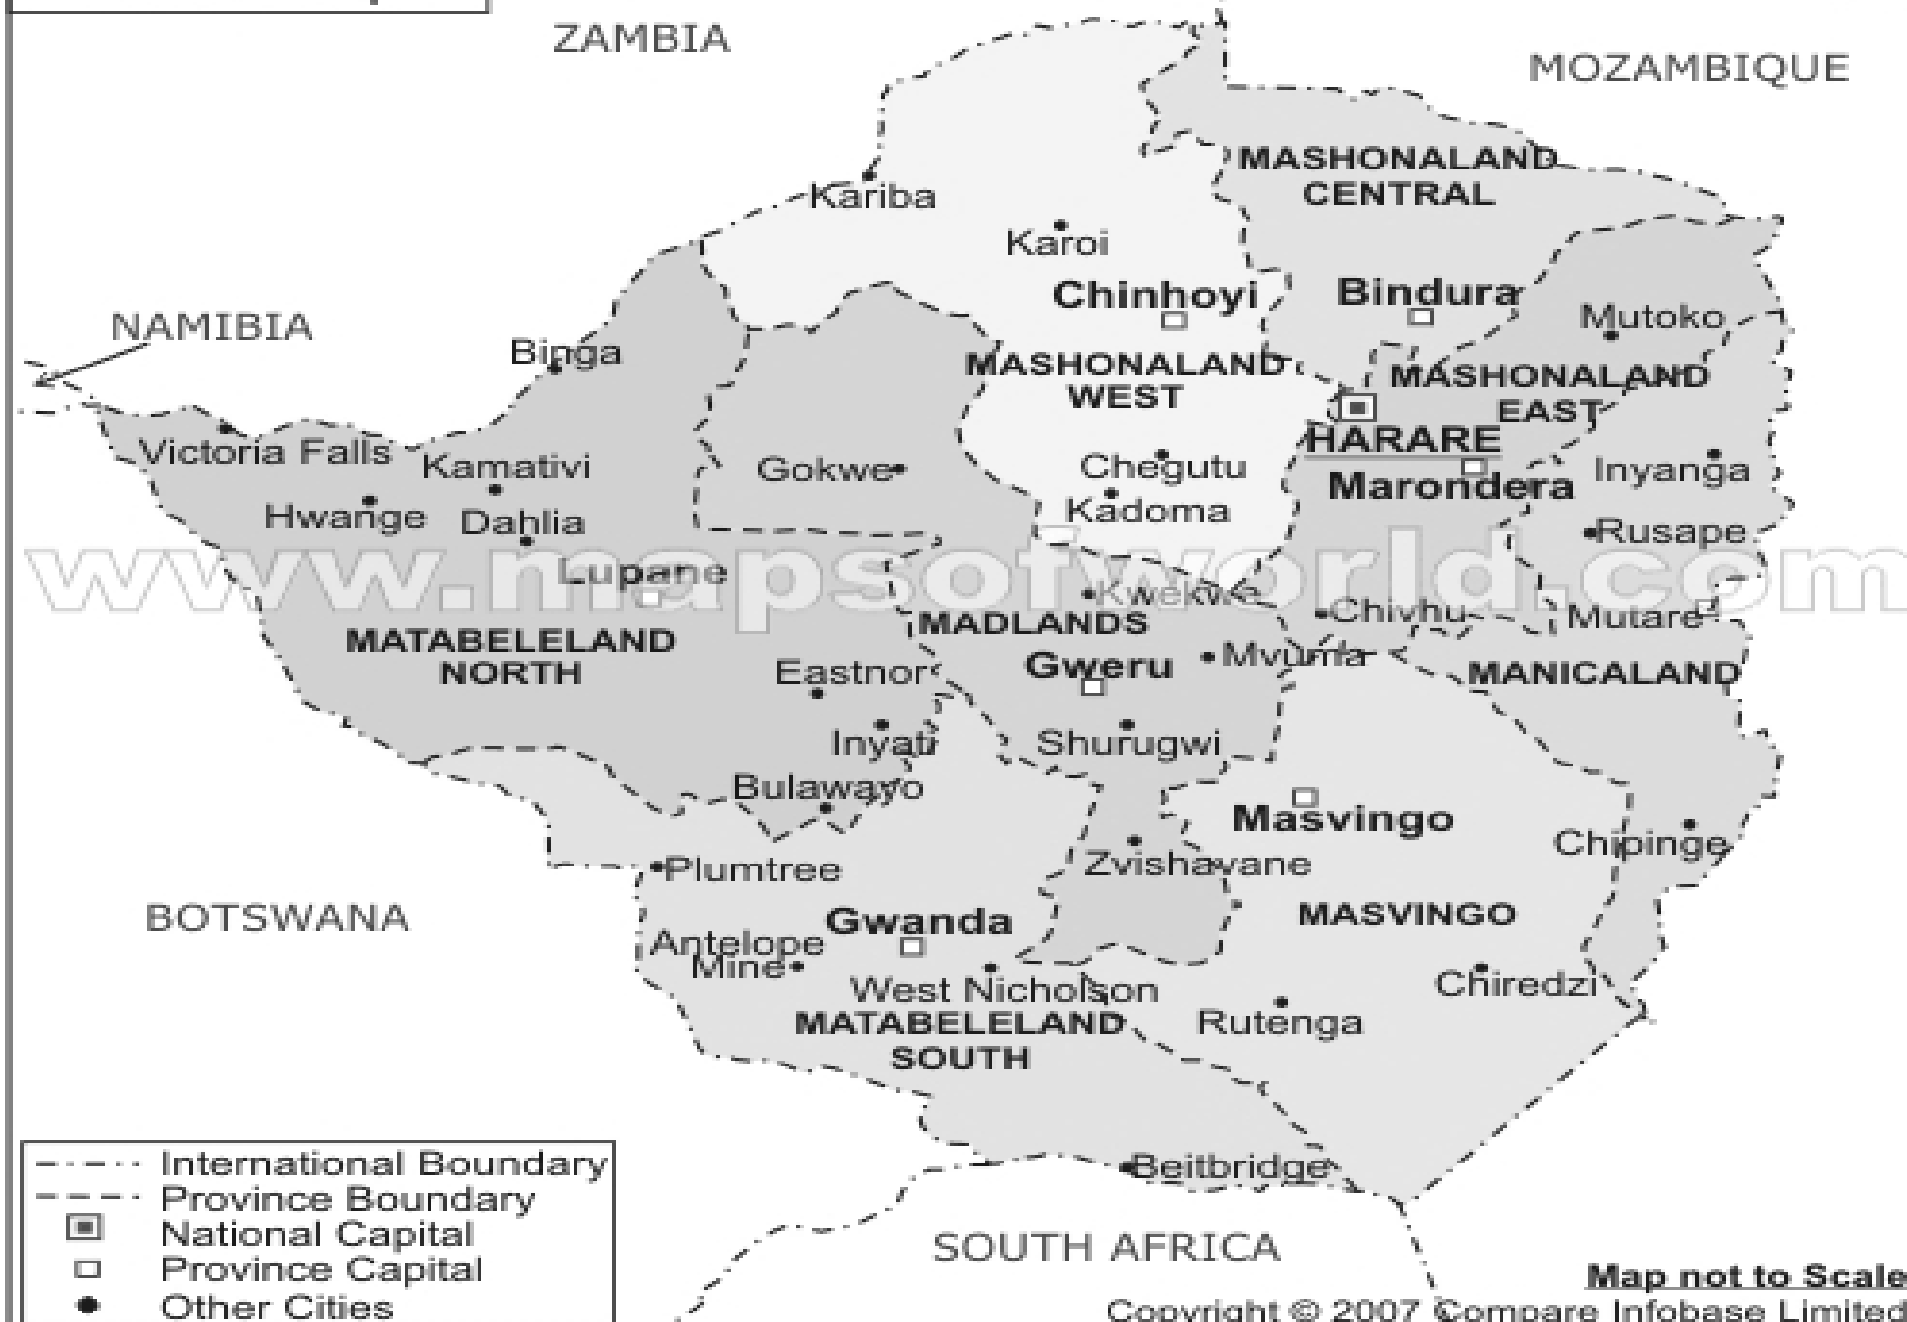 ZAMBIA
MOZAMBIQUE
MASHONALAND
CENTRAL
Kariba
Karoi
Chinhoyi
Bindura
NAMIBIA
Mutoko
Binga
MASHONALAND
WEST
MASHONALAND
EAST
HARARE
Victoria Falls
Kamativi
Gokwe
Chegutu
Inyanga
Marondera
Hwange
Dahlia
Kadoma
Rusape
www.mapsofworld.com
Lupane
Kwekwe
Chivhu
Mutare
MADLANDS
MATABELELAND
NORTH
Gweru
Mvuma
MANICALAND
Eastnor
Inyati
Shurugwi
Bulawayo
Masvingo
Chipinge
Plumtree
Zvishavane
BOTSWANA
Gwanda
MASVINGO
Antelope
Mine
West Nicholson
Chiredzi
MATABELELAND
SOUTH
Rutenga
Beitbridge
SOUTH AFRICA
International Boundary
Province Boundary
National Capital
Province Capital
Other Cities
Map not to Scale
Copyright © 2007 Compare Infobase Limited